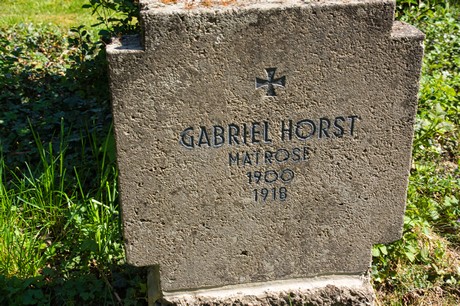 GABRIEL HORST
MATROSE
1900
1918